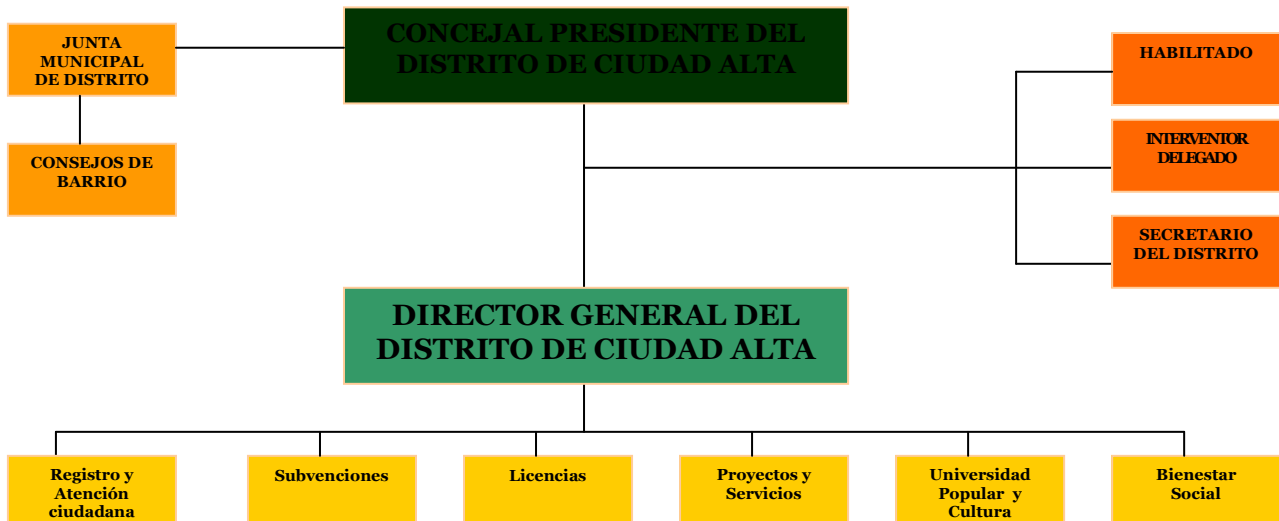 JUNTA
MUNICIPAL
DE DISTRITO
CONCEJAL PRESIDENTE DEL
DISTRITO DE CIUDAD ALTA
HABILITADO
CONSEJOS DE
BARRIO
INTERVENTOR
DELEGADO
SECRETARIO
DEL DISTRITO
DIRECTOR GENERAL DEL
DISTRITO DE CIUDAD ALTA
Registro y
Atención
ciudadana
Subvenciones
Licencias
Proyectos y
Servicios
Universidad
Popular y
Cultura
Bienestar
Social